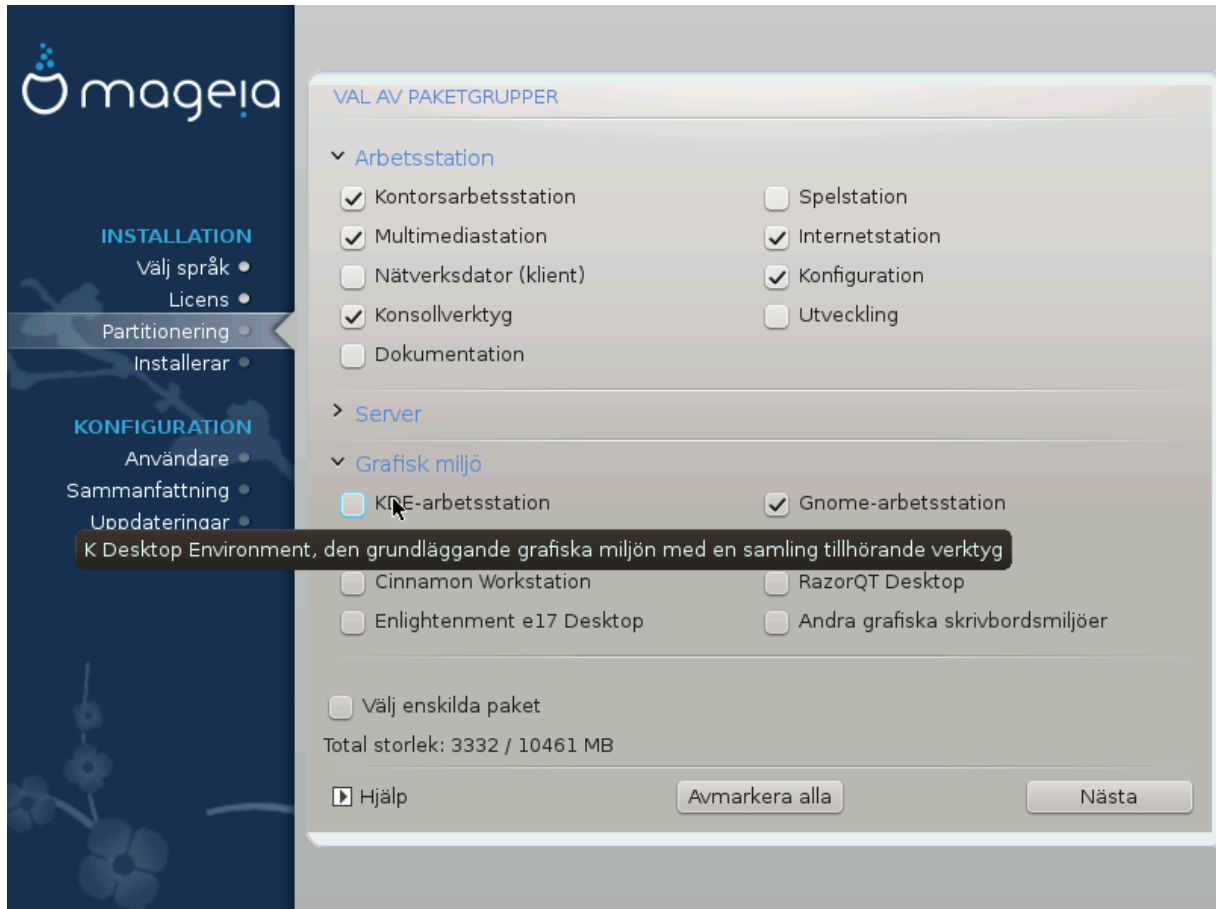 mageia
VAL AV PAKETGRUPPER
Arbetsstation
Kontorsarbetsstation
Spelstation
Multimediastation
Internetstation
Nätverksdator (klient)
Konfiguration
Konsollverktyg
Utveckling
Dokumentation
Server
Grafisk miljö
KDE-arbetsstation
Gnome-arbetsstation
K Desktop Environment, den grundläggande grafiska miljön med en samling tillhörande verktyg
Cinnamon Workstation
RazorQT Desktop
Enlightenment e17 Desktop
Andra grafiska skrivbordsmiljöer
Välj enskilda paket
Total storlek: 3332 / 10461 MB
Hjälp
Avmarkera alla
Nästa
INSTALLATION
Välj språk
Licens
Partitionering
Installerar
KONFIGURATION
Användare
Sammanfattning
Uppdateringar